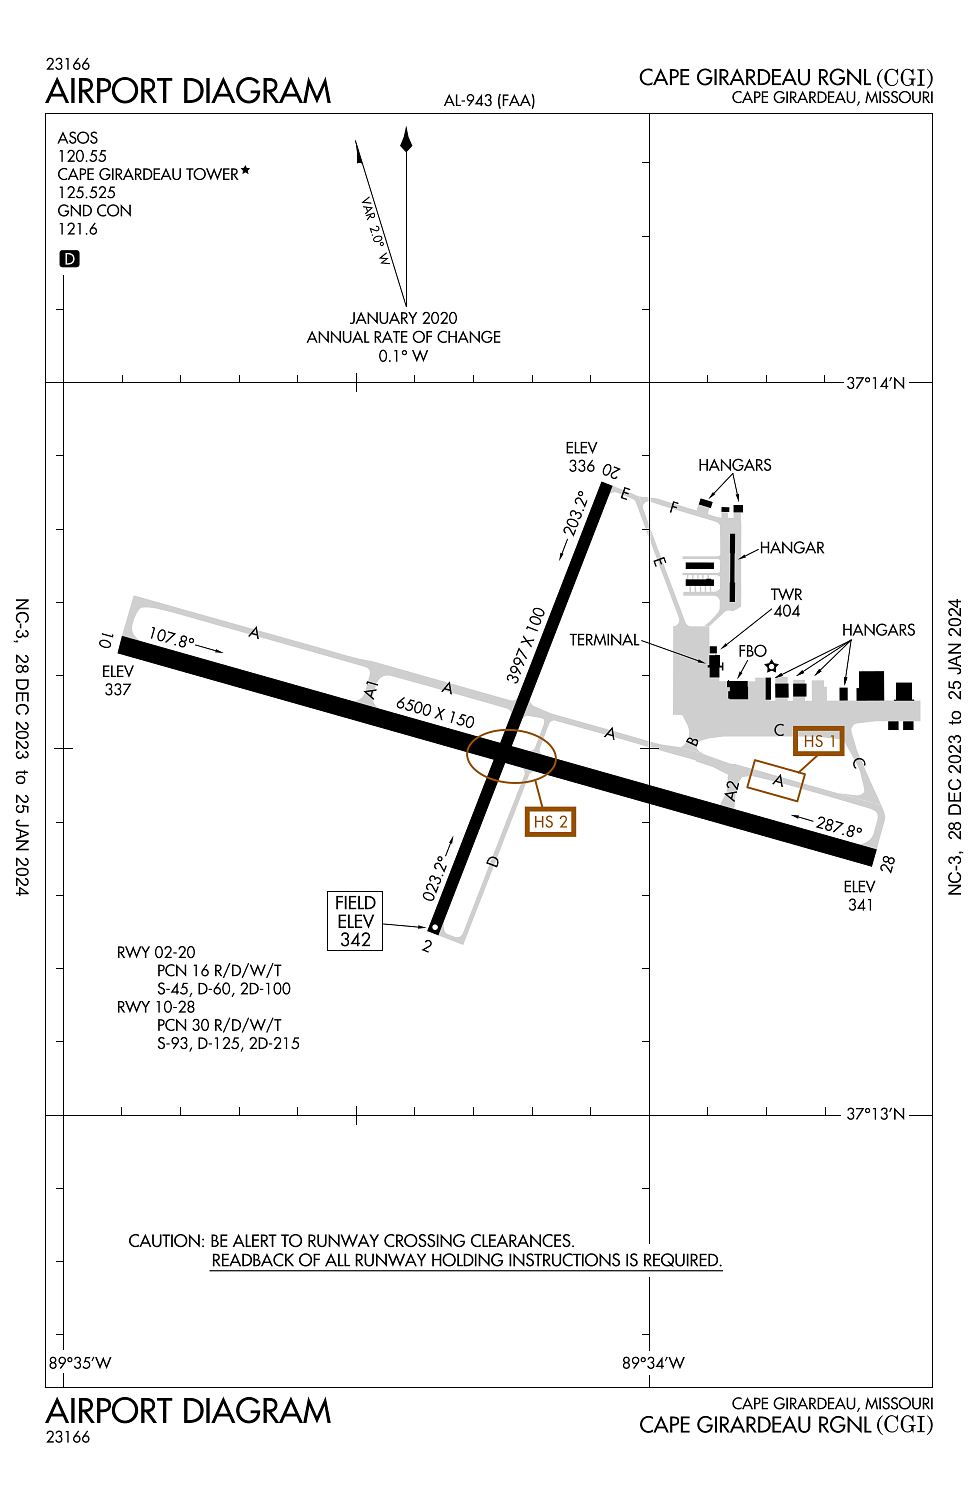 23166
AIRPORT DIAGRAM
AL-943 (FAA)
CAPE GIRARDEAU RGNL (CGI)
CAPE GIRARDEAU, MISSOURI
ASOS
120.55
CAPE GIRARDEAU TOWER★
125.525
GND CON
121.6
D
VAR 2.0° W
JANUARY 2020
ANNUAL RATE OF CHANGE
0.1° W
37°14'N
ELEV
336
20
203.2°
E
F
E
HANGARS
HANGAR
TWR
404
TERMINAL
FBO
HANGARS
10
107.8°
A
ELEV
337
A1
A
6500 X 150
3997 X 100
A
B
C
HS 1
C
A
A2
287.8°
28
ELEV
341
HS 2
D
023.2°
FIELD
ELEV
342
2
RWY 02-20
PCN 16 R/D/W/T
S-45, D-60, 2D-100
RWY 10-28
PCN 30 R/D/W/T
S-93, D-125, 2D-215
37°13'N
CAUTION: BE ALERT TO RUNWAY CROSSING CLEARANCES.
READBACK OF ALL RUNWAY HOLDING INSTRUCTIONS IS REQUIRED.
89°35'W
89°34'W
AIRPORT DIAGRAM
23166
CAPE GIRARDEAU, MISSOURI
CAPE GIRARDEAU RGNL (CGI)
NC-3, 28 DEC 2023 to 25 JAN 2024
NC-3, 28 DEC 2023 to 25 JAN 2024